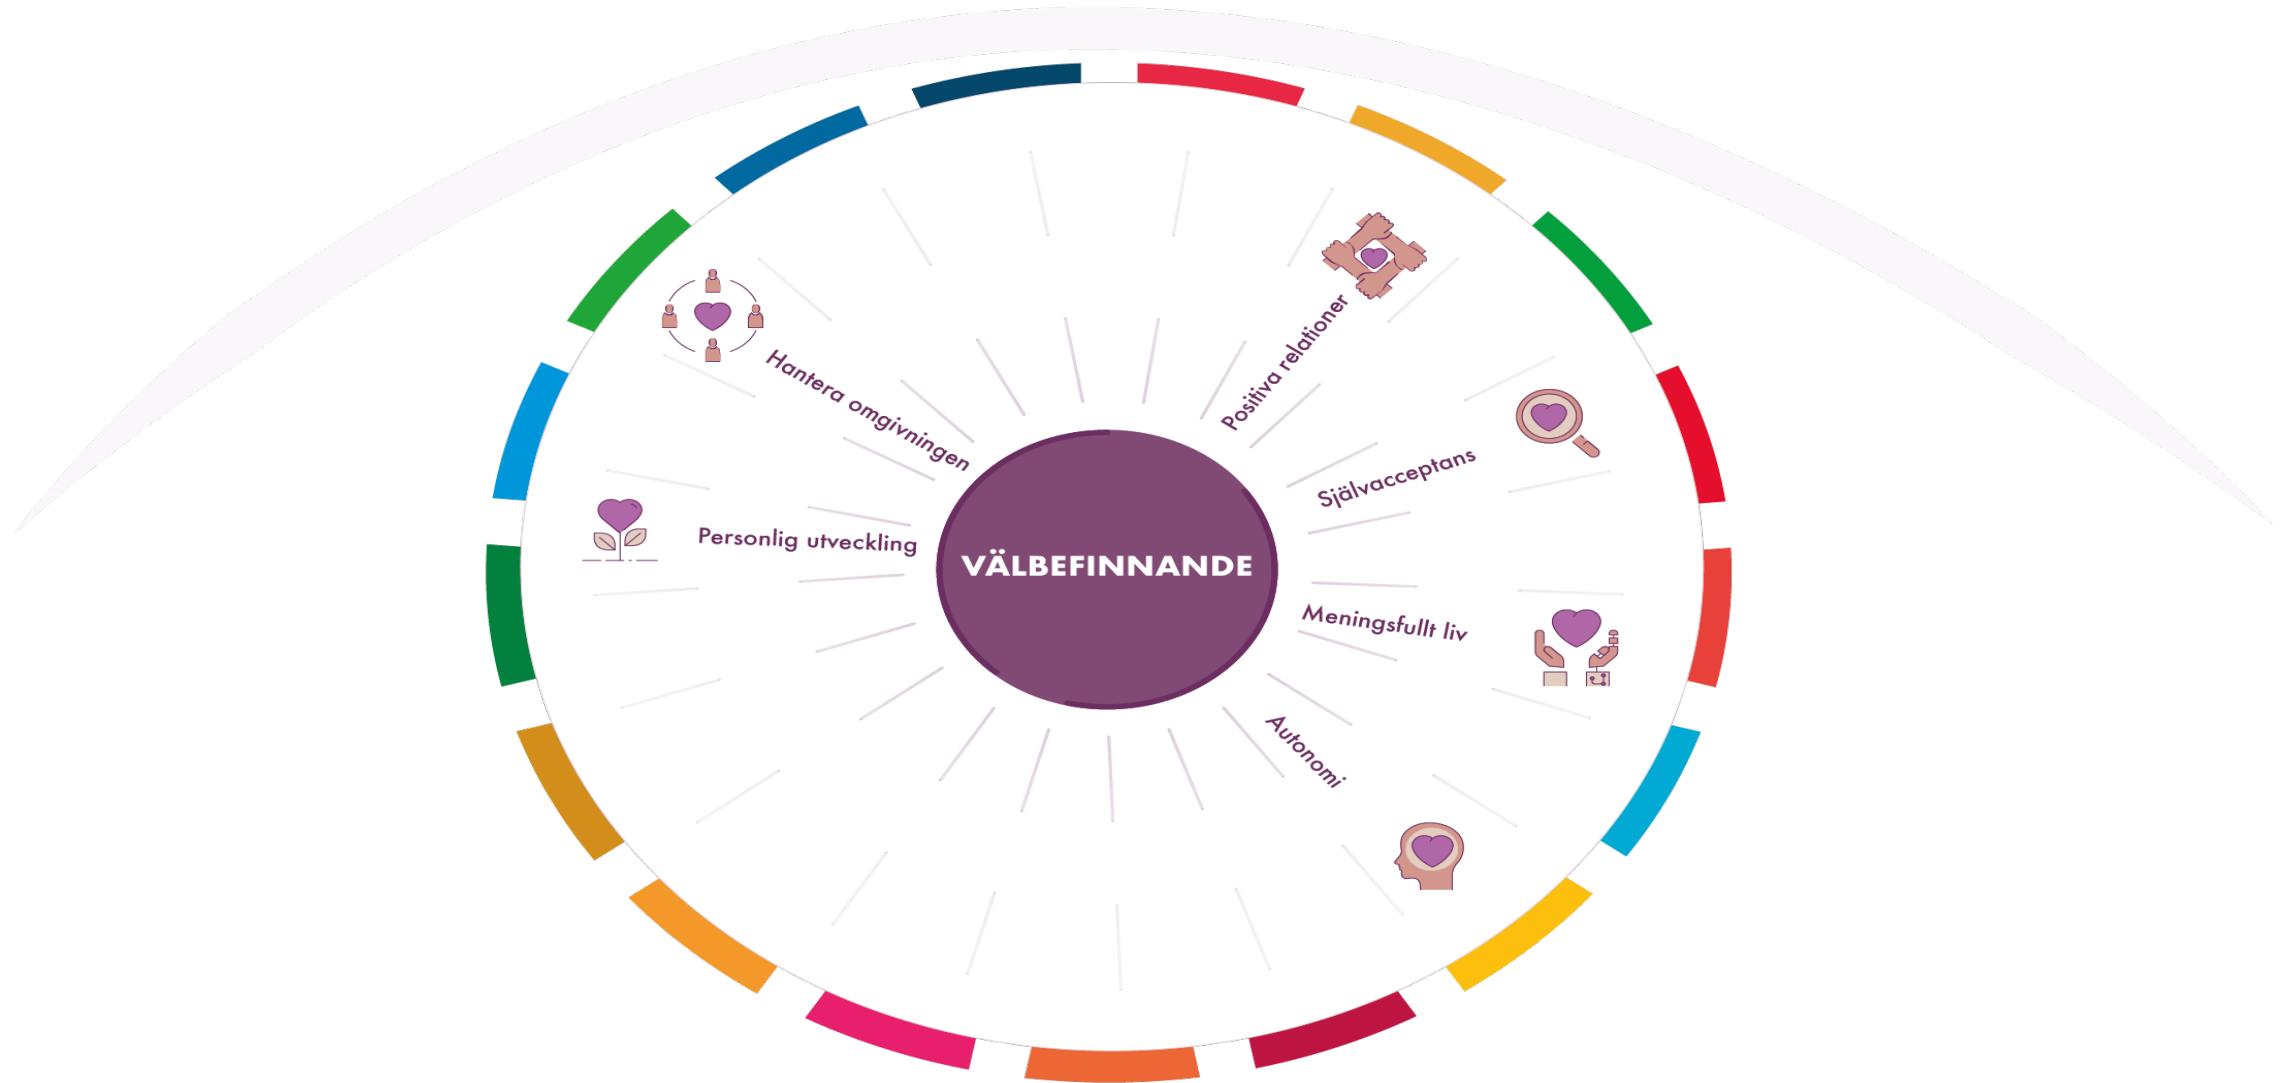 Positiva relationer
Hantera omgivningen
Självacceptans
Personlig utveckling
VÄLBEFINNANDE
Meningsfullt liv
Autonomi